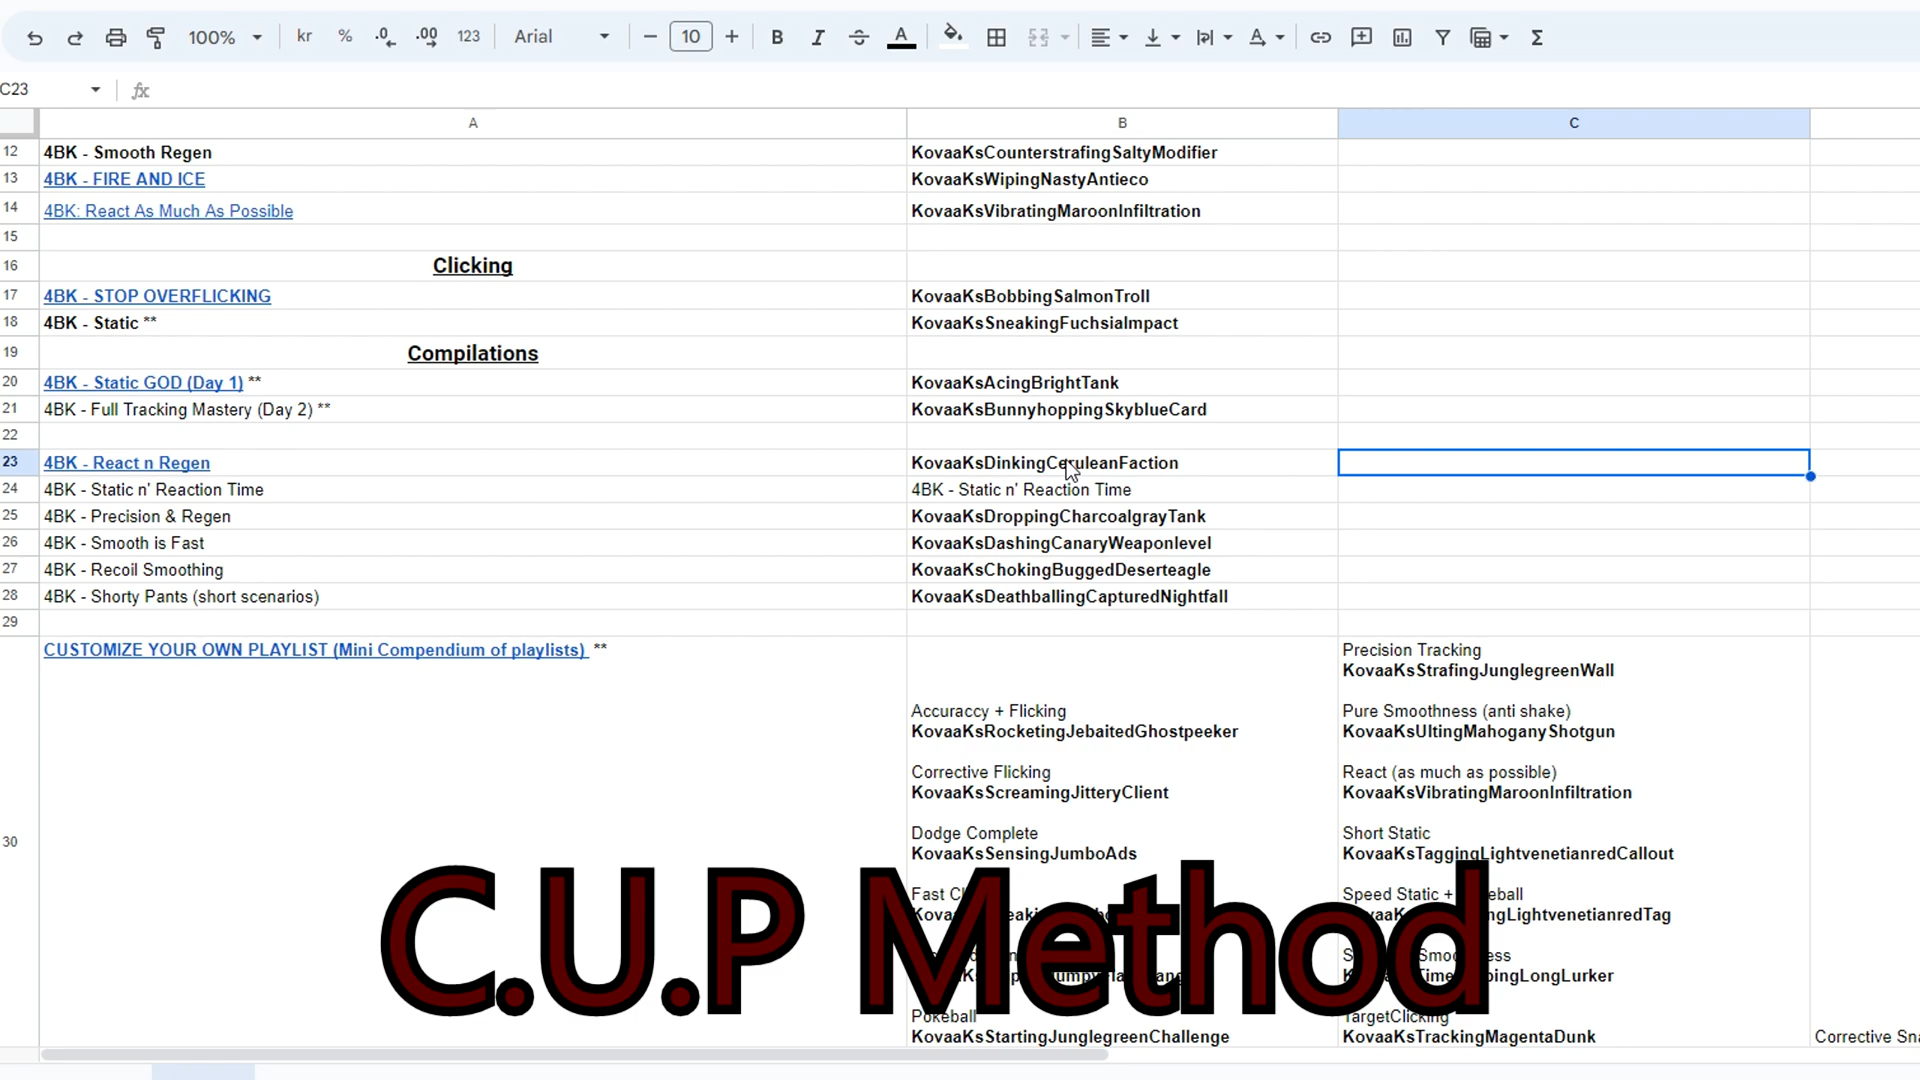 100% kr % .0 .00 123 Arial 10 B I A Σ
C23 fx
A B C
12 4BK - Smooth Regen KovaaKsCounterstrafingSaltyModifier
13 4BK - FIRE AND ICE KovaaKsWipingNastyAntieco
14 4BK: React As Much As Possible KovaaKsVibratingMaroonInfiltration
15
16 Clicking
17 4BK - STOP OVERFLICKING KovaaKsBobbingSalmonTroll
18 4BK - Static ** KovaaKsSneakingFuchsiaImpact
19 Compilations
20 4BK - Static GOD (Day 1) ** KovaaKsAcingBrightTank
21 4BK - Full Tracking Mastery (Day 2) ** KovaaKsBunnyhoppingSkyblueCard
22
23 4BK - React n Regen KovaaKsDinkingCeruleanFaction
24 4BK - Static n' Reaction Time 4BK - Static n' Reaction Time
25 4BK - Precision & Regen KovaaKsDroppingCharcoalgrayTank
26 4BK - Smooth is Fast KovaaKsDashingCanaryWeaponlevel
27 4BK - Recoil Smoothing KovaaKsChokingBuggedDeserteagle
28 4BK - Shorty Pants (short scenarios) KovaaKsDeathballingCapturedNightfall
29
30
CUSTOMIZE YOUR OWN PLAYLIST (Mini Compendium of playlists) **
Accuraccy + Flicking
KovaaKsRocketingJebaitedGhostpeeker
Corrective Flicking
KovaaKsScreamingJitteryClient
Dodge Complete
KovaaKsSensingJumboAds
Fast
Pokeball
KovaaKsStartingJunglegreenChallenge
Precision Tracking
KovaaKsStrafingJunglegreenWall
Pure Smoothness (anti shake)
KovaaKsUltingMahoganyShotgun
React (as much as possible)
KovaaKsVibratingMaroonInfiltration
Short Static
KovaaKsTaggingLightvenetianredCallout
Speed Static +
TargetClicking
KovaaKsTrackingMagentaDunk
Corrective
C.U.P Method